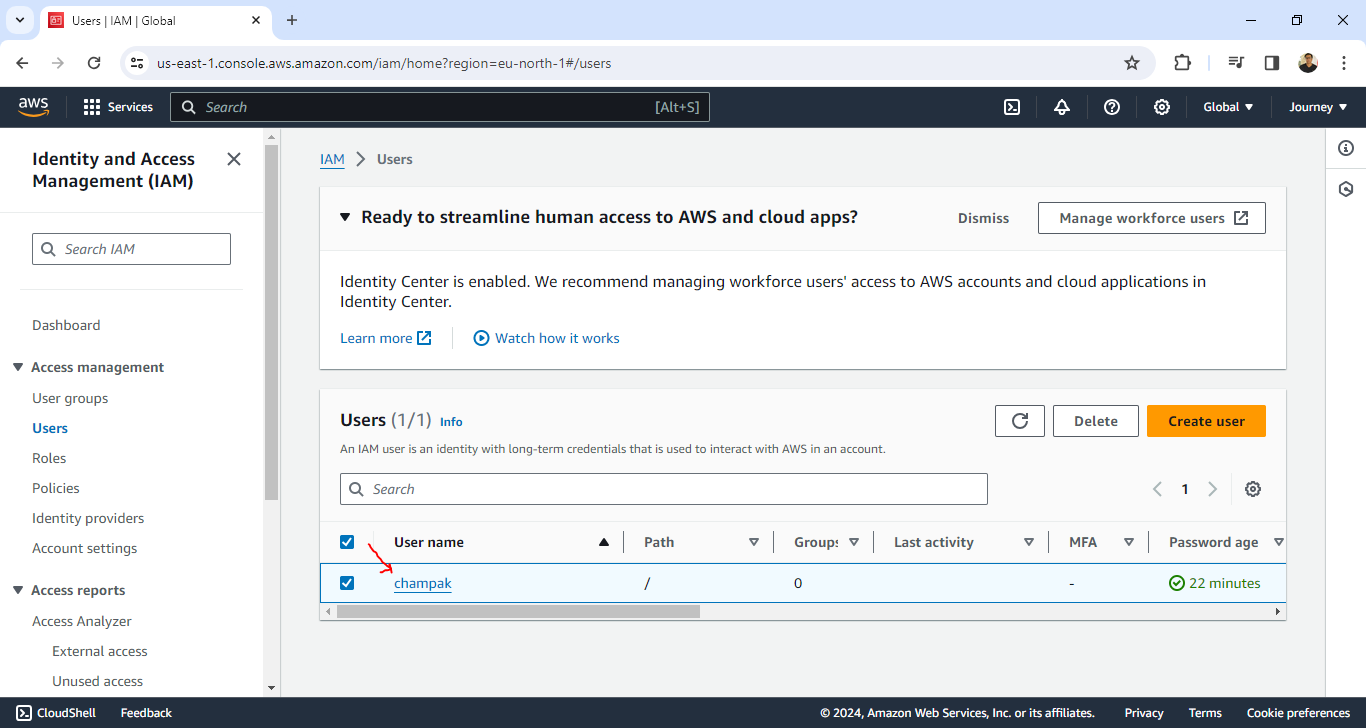 Users | IAM | Global
us-east-1.console.aws.amazon.com/iam/home?region=eu-north-1#/users
aws
Services
Search
[Alt+S]
Global
Journey
Identity and Access
Management (IAM)
Search IAM
Dashboard
Access management
User groups
Users
Roles
Policies
Identity providers
Account settings
Access reports
Access Analyzer
External access
Unused access
IAM > Users
Ready to streamline human access to AWS and cloud apps?
Dismiss
Manage workforce users
Identity Center is enabled. We recommend managing workforce users' access to AWS accounts and cloud applications in
Identity Center.
Learn more
Watch how it works
Users (1/1) Info
Delete
Create user
An IAM user is an identity with long-term credentials that is used to interact with AWS in an account.
Search
1
User name Path Groups Last activity MFA Password age
champak / 0 - 22 minutes
CloudShell Feedback © 2024, Amazon Web Services, Inc. or its affiliates. Privacy Terms Cookie preferences